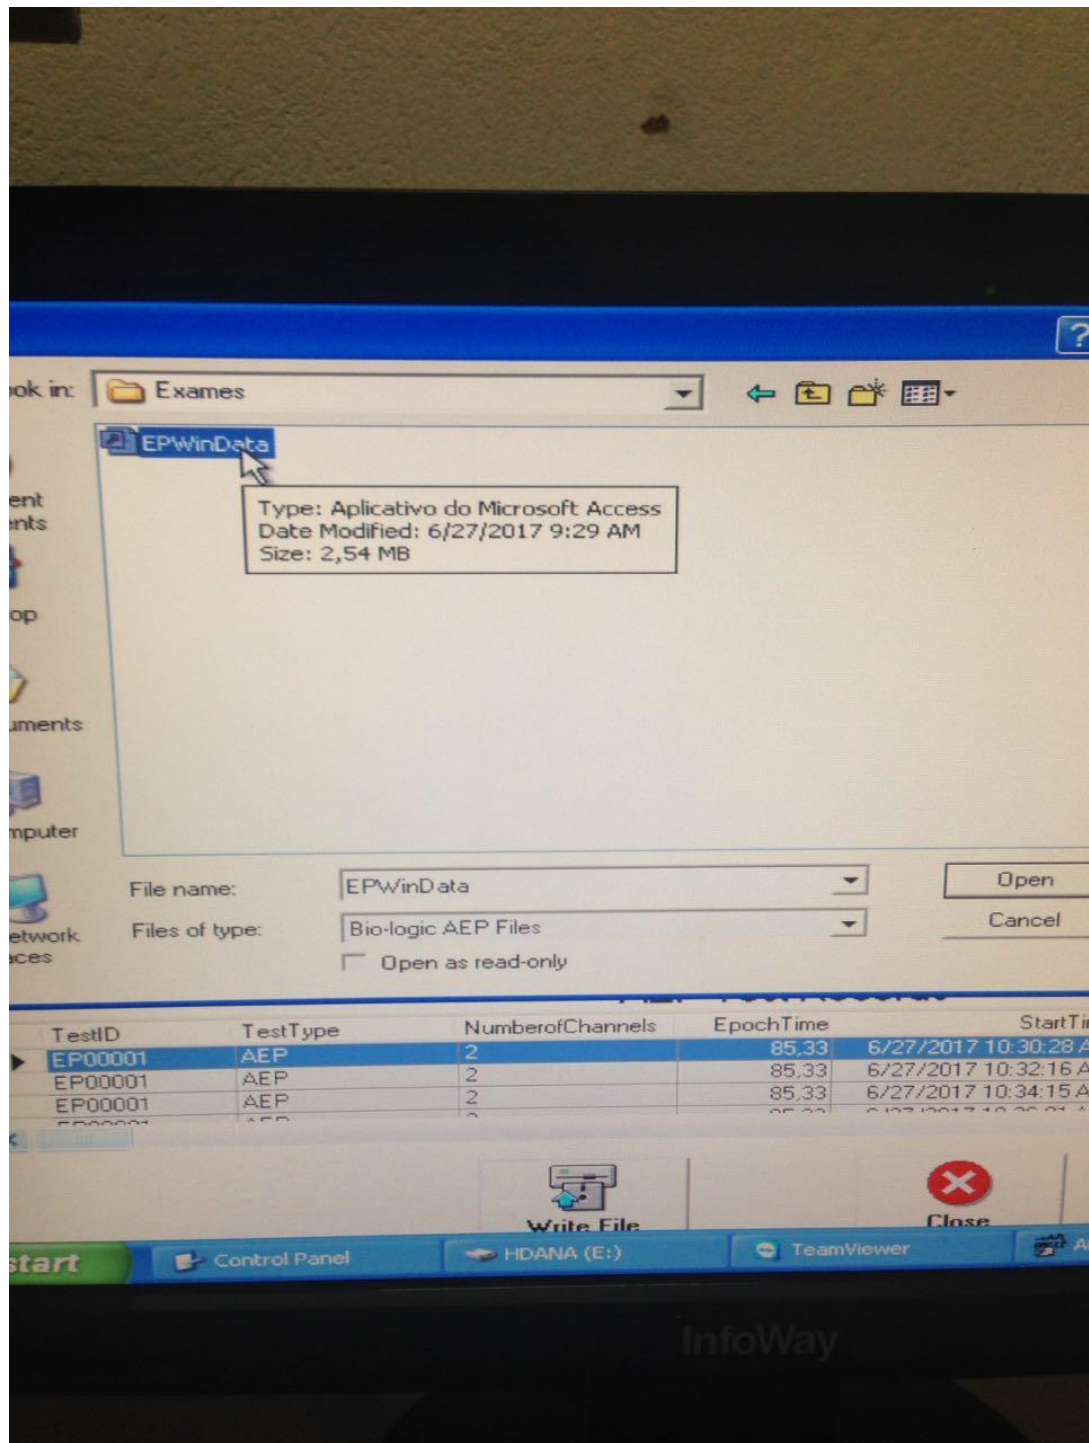 ?
ok in:
Exames
EPWinData
ent
ents
Type: Aplicativo do Microsoft Access
Date Modified: 6/27/2017 9:29 AM
Size: 2,54 MB
op
uments
mputer
File name:
EPWinData
Open
etwork
aces
Files of type:
Bio-logic AEP Files
Cancel
Open as read-only
TestID TestType NumberofChannels EpochTime StartTi
EP00001 AEP 2 85,33 6/27/2017 10:30:28 A
EP00001 AEP 2 85,33 6/27/2017 10:32:16 A
EP00001 AEP 2 85,33 6/27/2017 10:34:15 A
Write File
Close
start
Control Panel
HDANA (E:)
TeamViewer
A
InfoWay